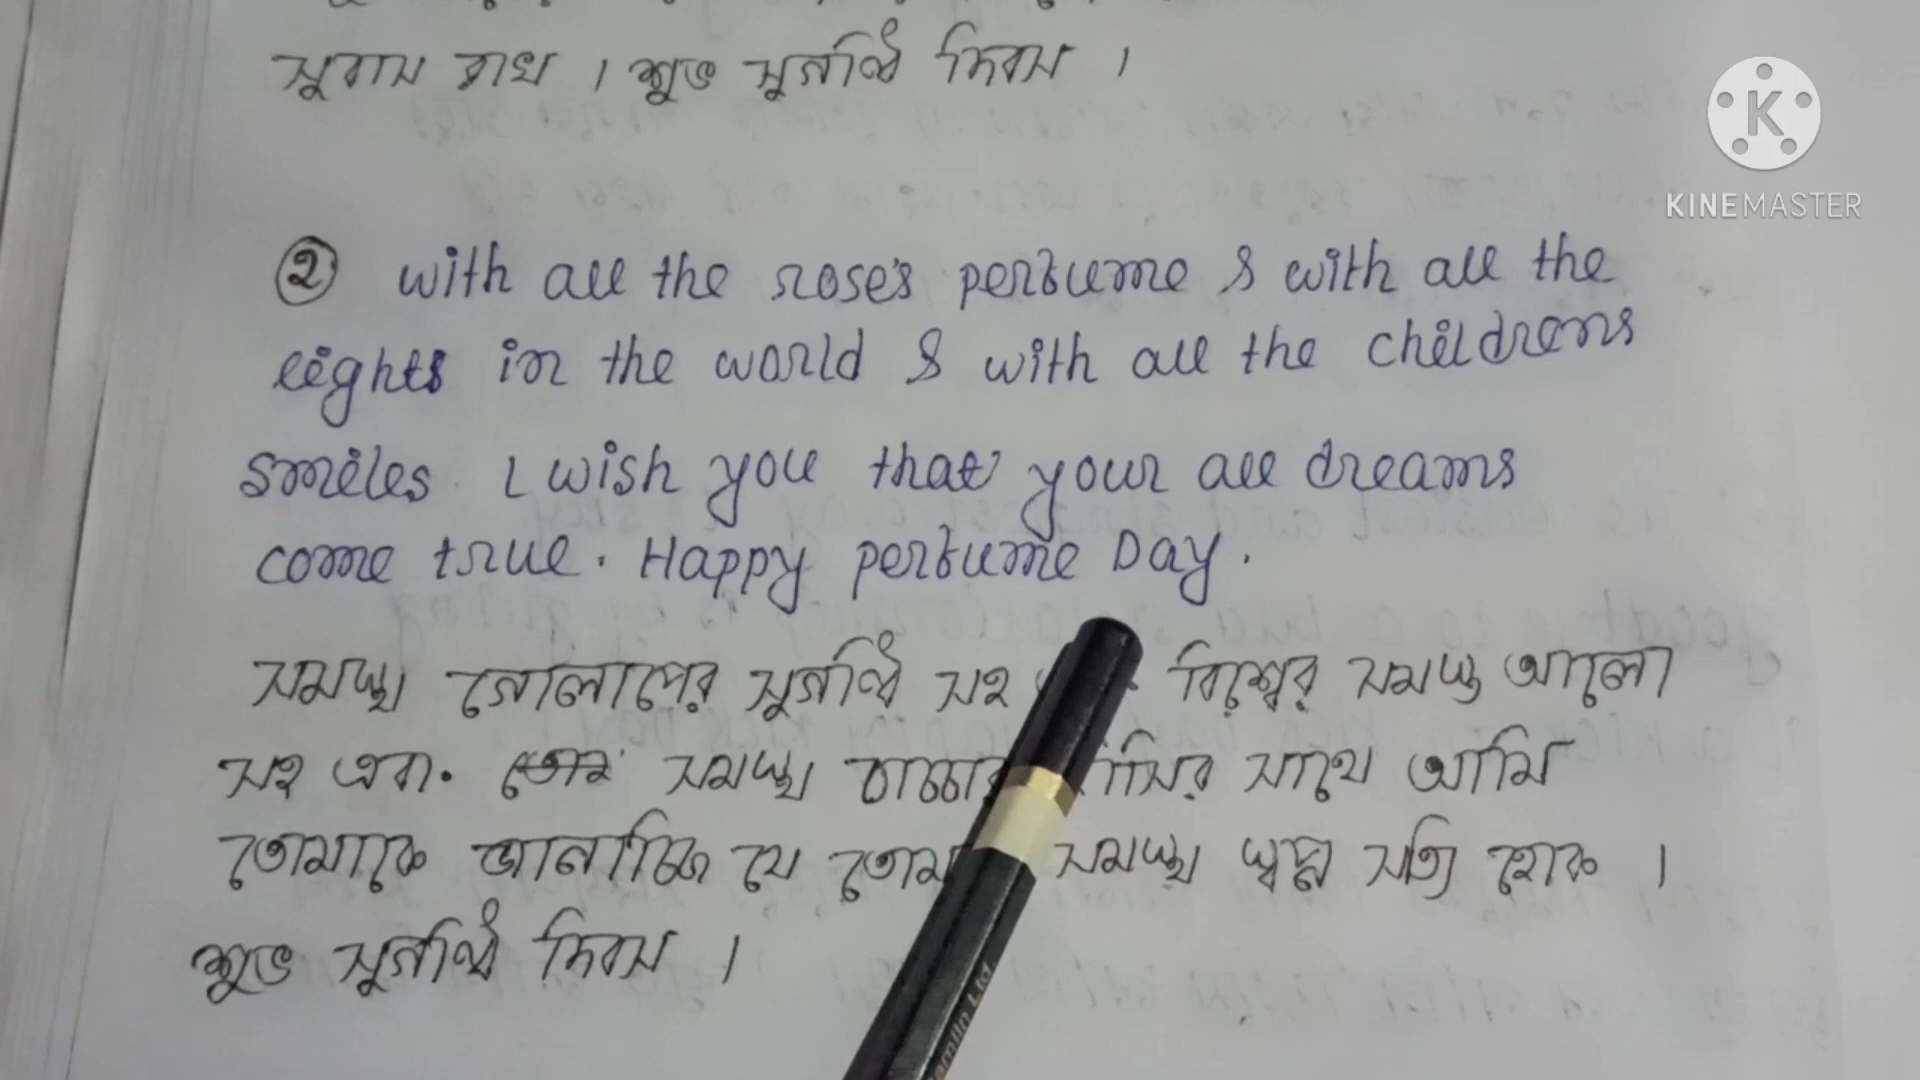 সুবাস রাখ । শুভ সুগন্ধি দিবস ।
K
KINEMASTER
② with all the rose's perfume & with all the
lights in the world & with all the childrens
smiles. I wish you that your all dreams
come true. Happy perfume Day.
সমস্ত গোলাপের সুগন্ধি সহ বিশ্বের সমস্ত আলো
সহ এবং সমস্ত সাথে আমি
তোমাকে জানাচ্ছি যে সমস্ত স্বপ্ন সত্যি হোক ।
শুভ সুগন্ধি দিবস ।